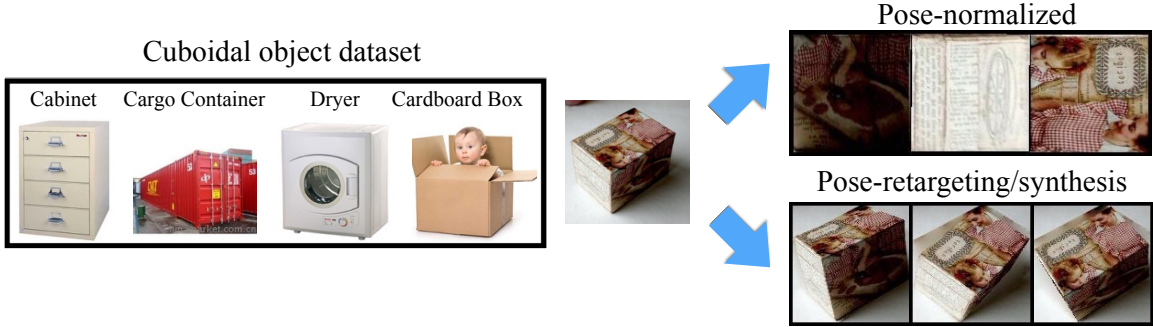 Cuboidal object dataset
Cabinet
Cargo Container
Dryer
Cardboard Box
Pose-normalized
Pose-retargeting/synthesis